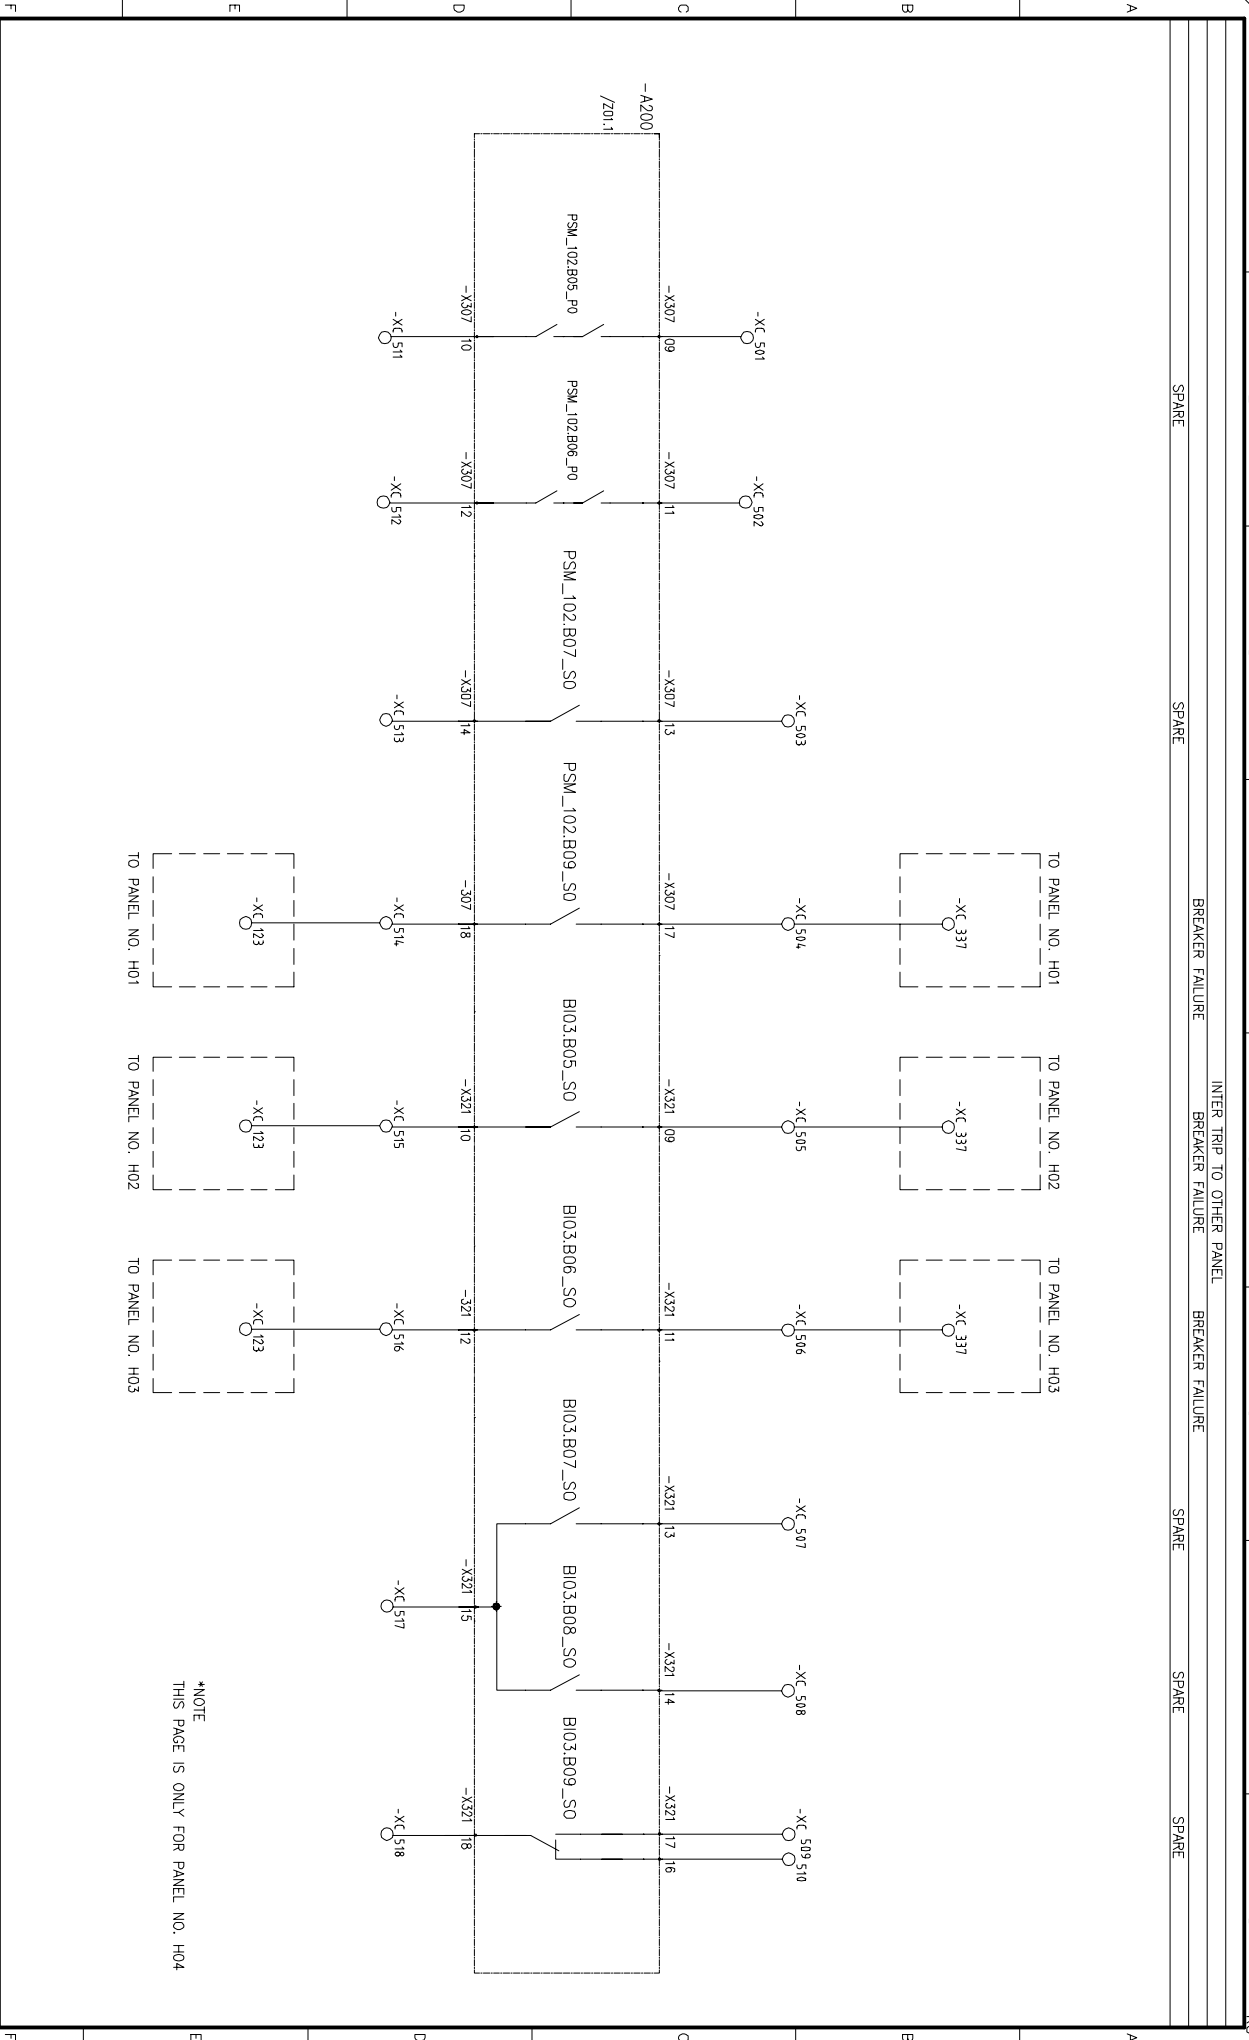 A
B
C
D
E
F
INTER TRIP TO OTHER PANEL
BREAKER FAILURE
BREAKER FAILURE
BREAKER FAILURE
SPARE
SPARE
SPARE
SPARE
SPARE
TO PANEL NO. H01
TO PANEL NO. H02
TO PANEL NO. H03
-XC 337
-XC 337
-XC 337
-XC 501
-XC 502
-XC 503
-XC 504
-XC 505
-XC 506
-XC 507
-XC 508
-XC 509 510
-A200
/Z01.1
-X307 09
-X307 11
-X307 13
-X307 17
-X321 09
-X321 11
-X321 13
-X321 14
-X321 17 16
PSM_102.B05_PO
PSM_102.B06_PO
PSM_102.B07_SO
PSM_102.B09_SO
BI03.B05_SO
BI03.B06_SO
BI03.B07_SO
BI03.B08_SO
BI03.B09_SO
-X307 10
-X307 12
-X307 14
-307 18
-X321 10
-321 12
-X321 15
-X321 18
-XC 511
-XC 512
-XC 513
-XC 514
-XC 515
-XC 516
-XC 517
-XC 518
-XC 123
-XC 123
-XC 123
TO PANEL NO. H01
TO PANEL NO. H02
TO PANEL NO. H03
*NOTE
THIS PAGE IS ONLY FOR PANEL NO. H04
A
B
C
D
E
F